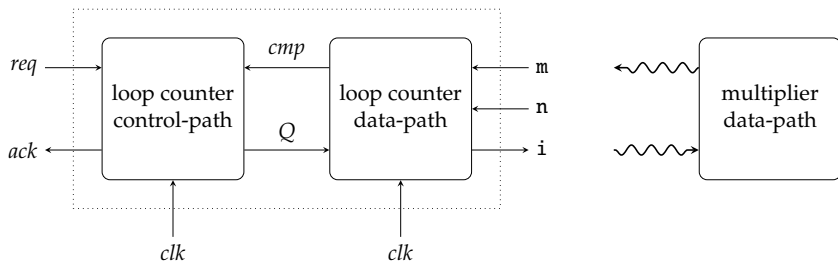 req
ack
loop counter
control-path
cmp
Q
loop counter
data-path
m
n
i
multiplier
data-path
clk
clk